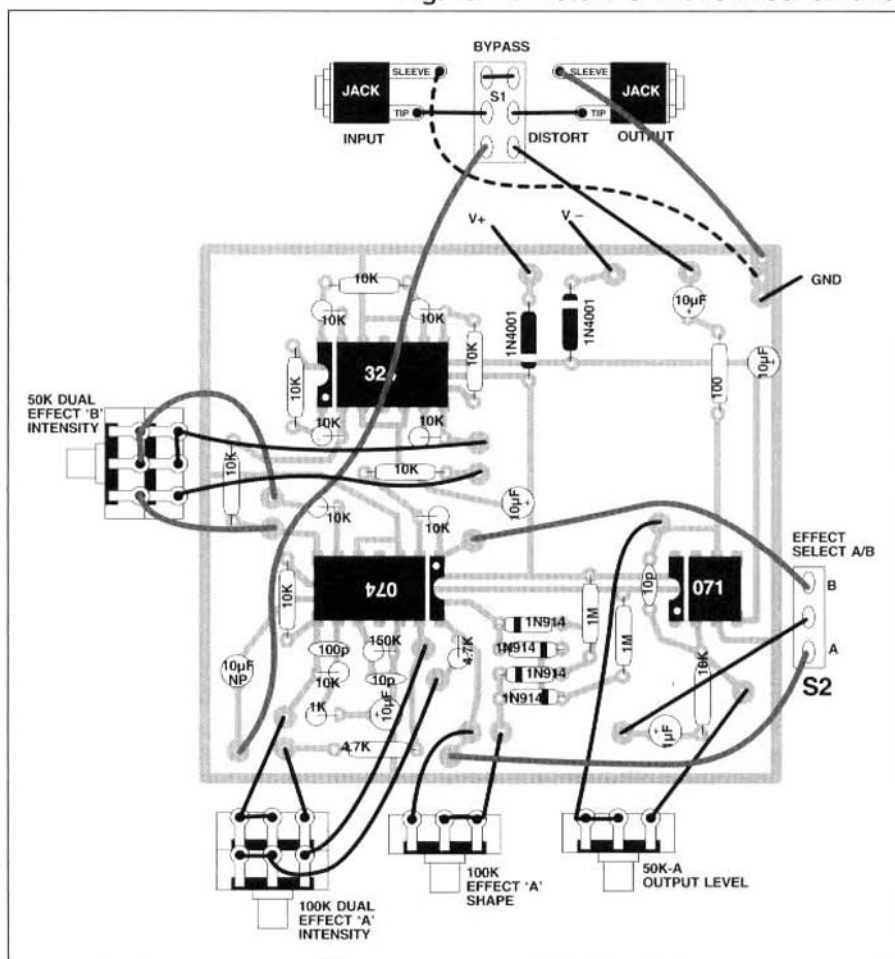 BYPASS
SLEEVE
SLEEVE
JACK
S1
JACK
TIP
TIP
INPUT
DISTORT
OUTPUT
V+
V −
GND
10K
10K
10K
10µF
1N4001
1N4001
10K
10K
32
10µF
100
50K DUAL
EFFECT 'B'
INTENSITY
10K
10K
10K
10K
10µF
10K
10K
EFFECT
SELECT A/B
B
074
10p
071
10K
1M
1N914
1M
1N914
4.7K
100p
150K
1N914
A
10µF
NP
10K
10p
1N914
10K
S2
1K
10µF
1µF
4.7K
100K DUAL
EFFECT 'A'
INTENSITY
100K
EFFECT 'A'
SHAPE
50K-A
OUTPUT LEVEL